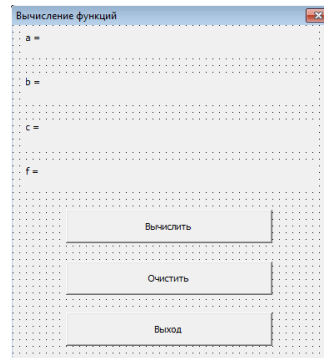 Вычисление функций
a =
b =
c =
f =
Вычислить
Очистить
Выход